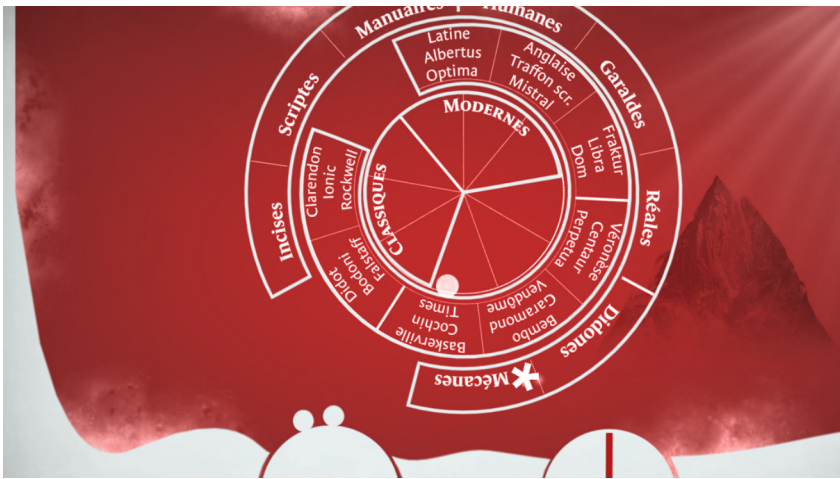 Manuaires
Humanes
Garaldes
Réales
Didones
Mécanes
Incises
Scriptes
Latine
Albertus
Optima
Anglaise
Traffon scr.
Mistral
Fraktur
Libra
Dom
Véronèse
Centaur
Perpetua
Vendôme
Garamond
Bembo
Times
Cochin
Baskerville
Didot
Bodoni
Falstaff
Clarendon
Ionic
Rockwell
MODERNES
CLASSIQUES